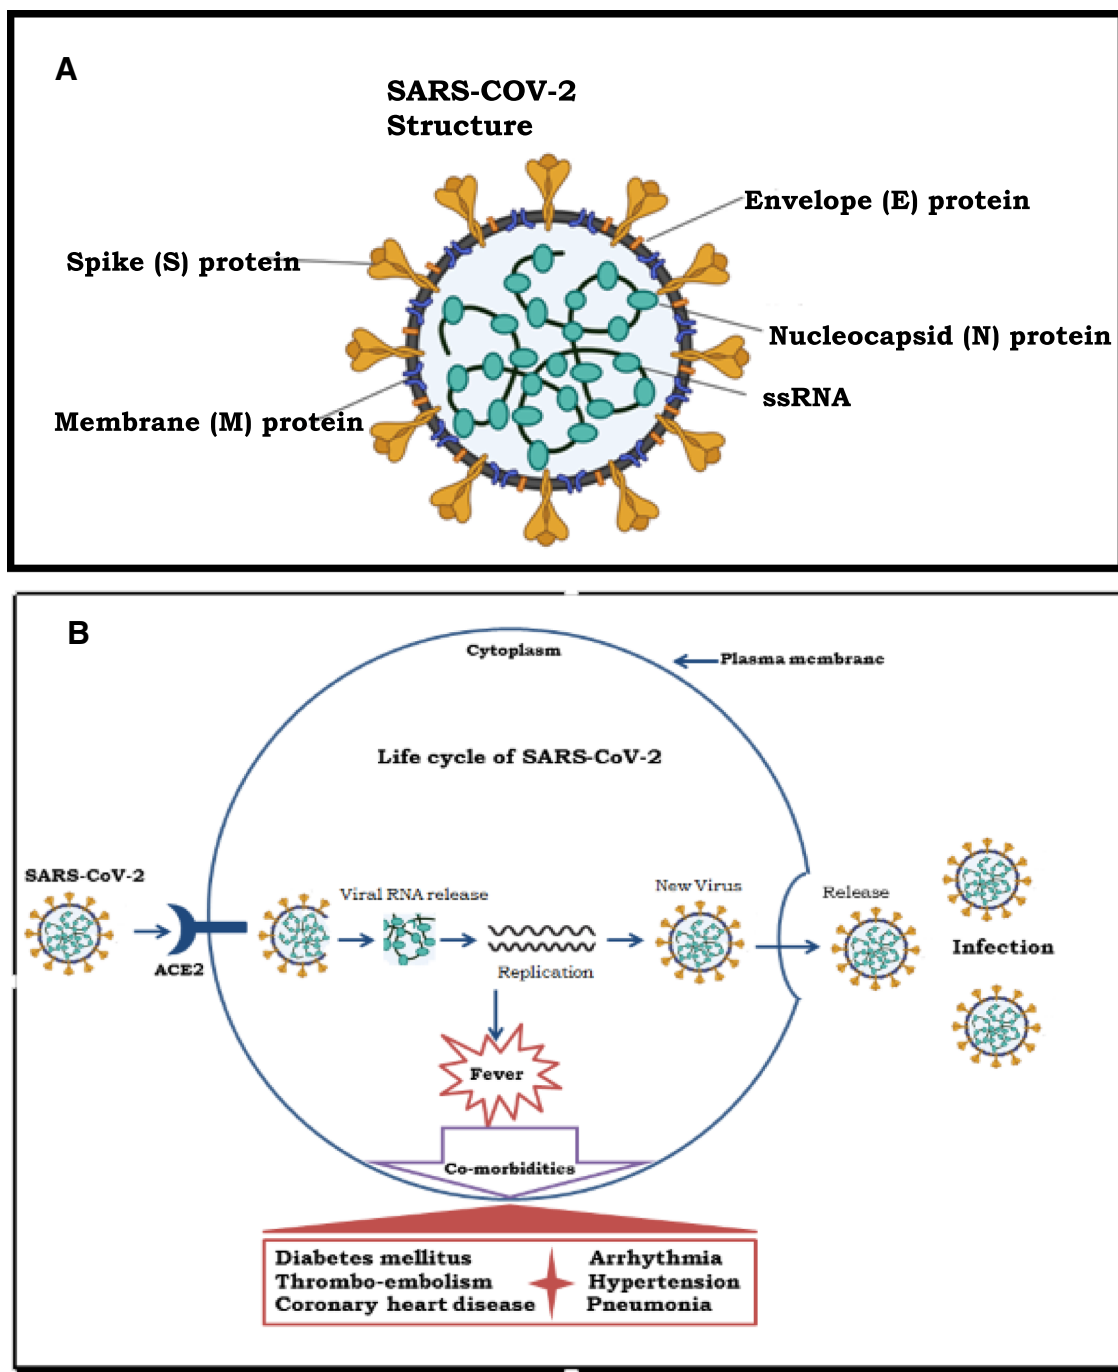 A
SARS-COV-2
Structure
Envelope (E) protein
Spike (S) protein
Nucleocapsid (N) protein
ssRNA
Membrane (M) protein
B
Cytoplasm
Plasma membrane
Life cycle of SARS-CoV-2
SARS-CoV-2
Viral RNA release
New Virus
Release
Infection
ACE2
Replication
Fever
Co-morbidities
Diabetes mellitus
Thrombo-embolism
Coronary heart disease
Arrhythmia
Hypertension
Pneumonia